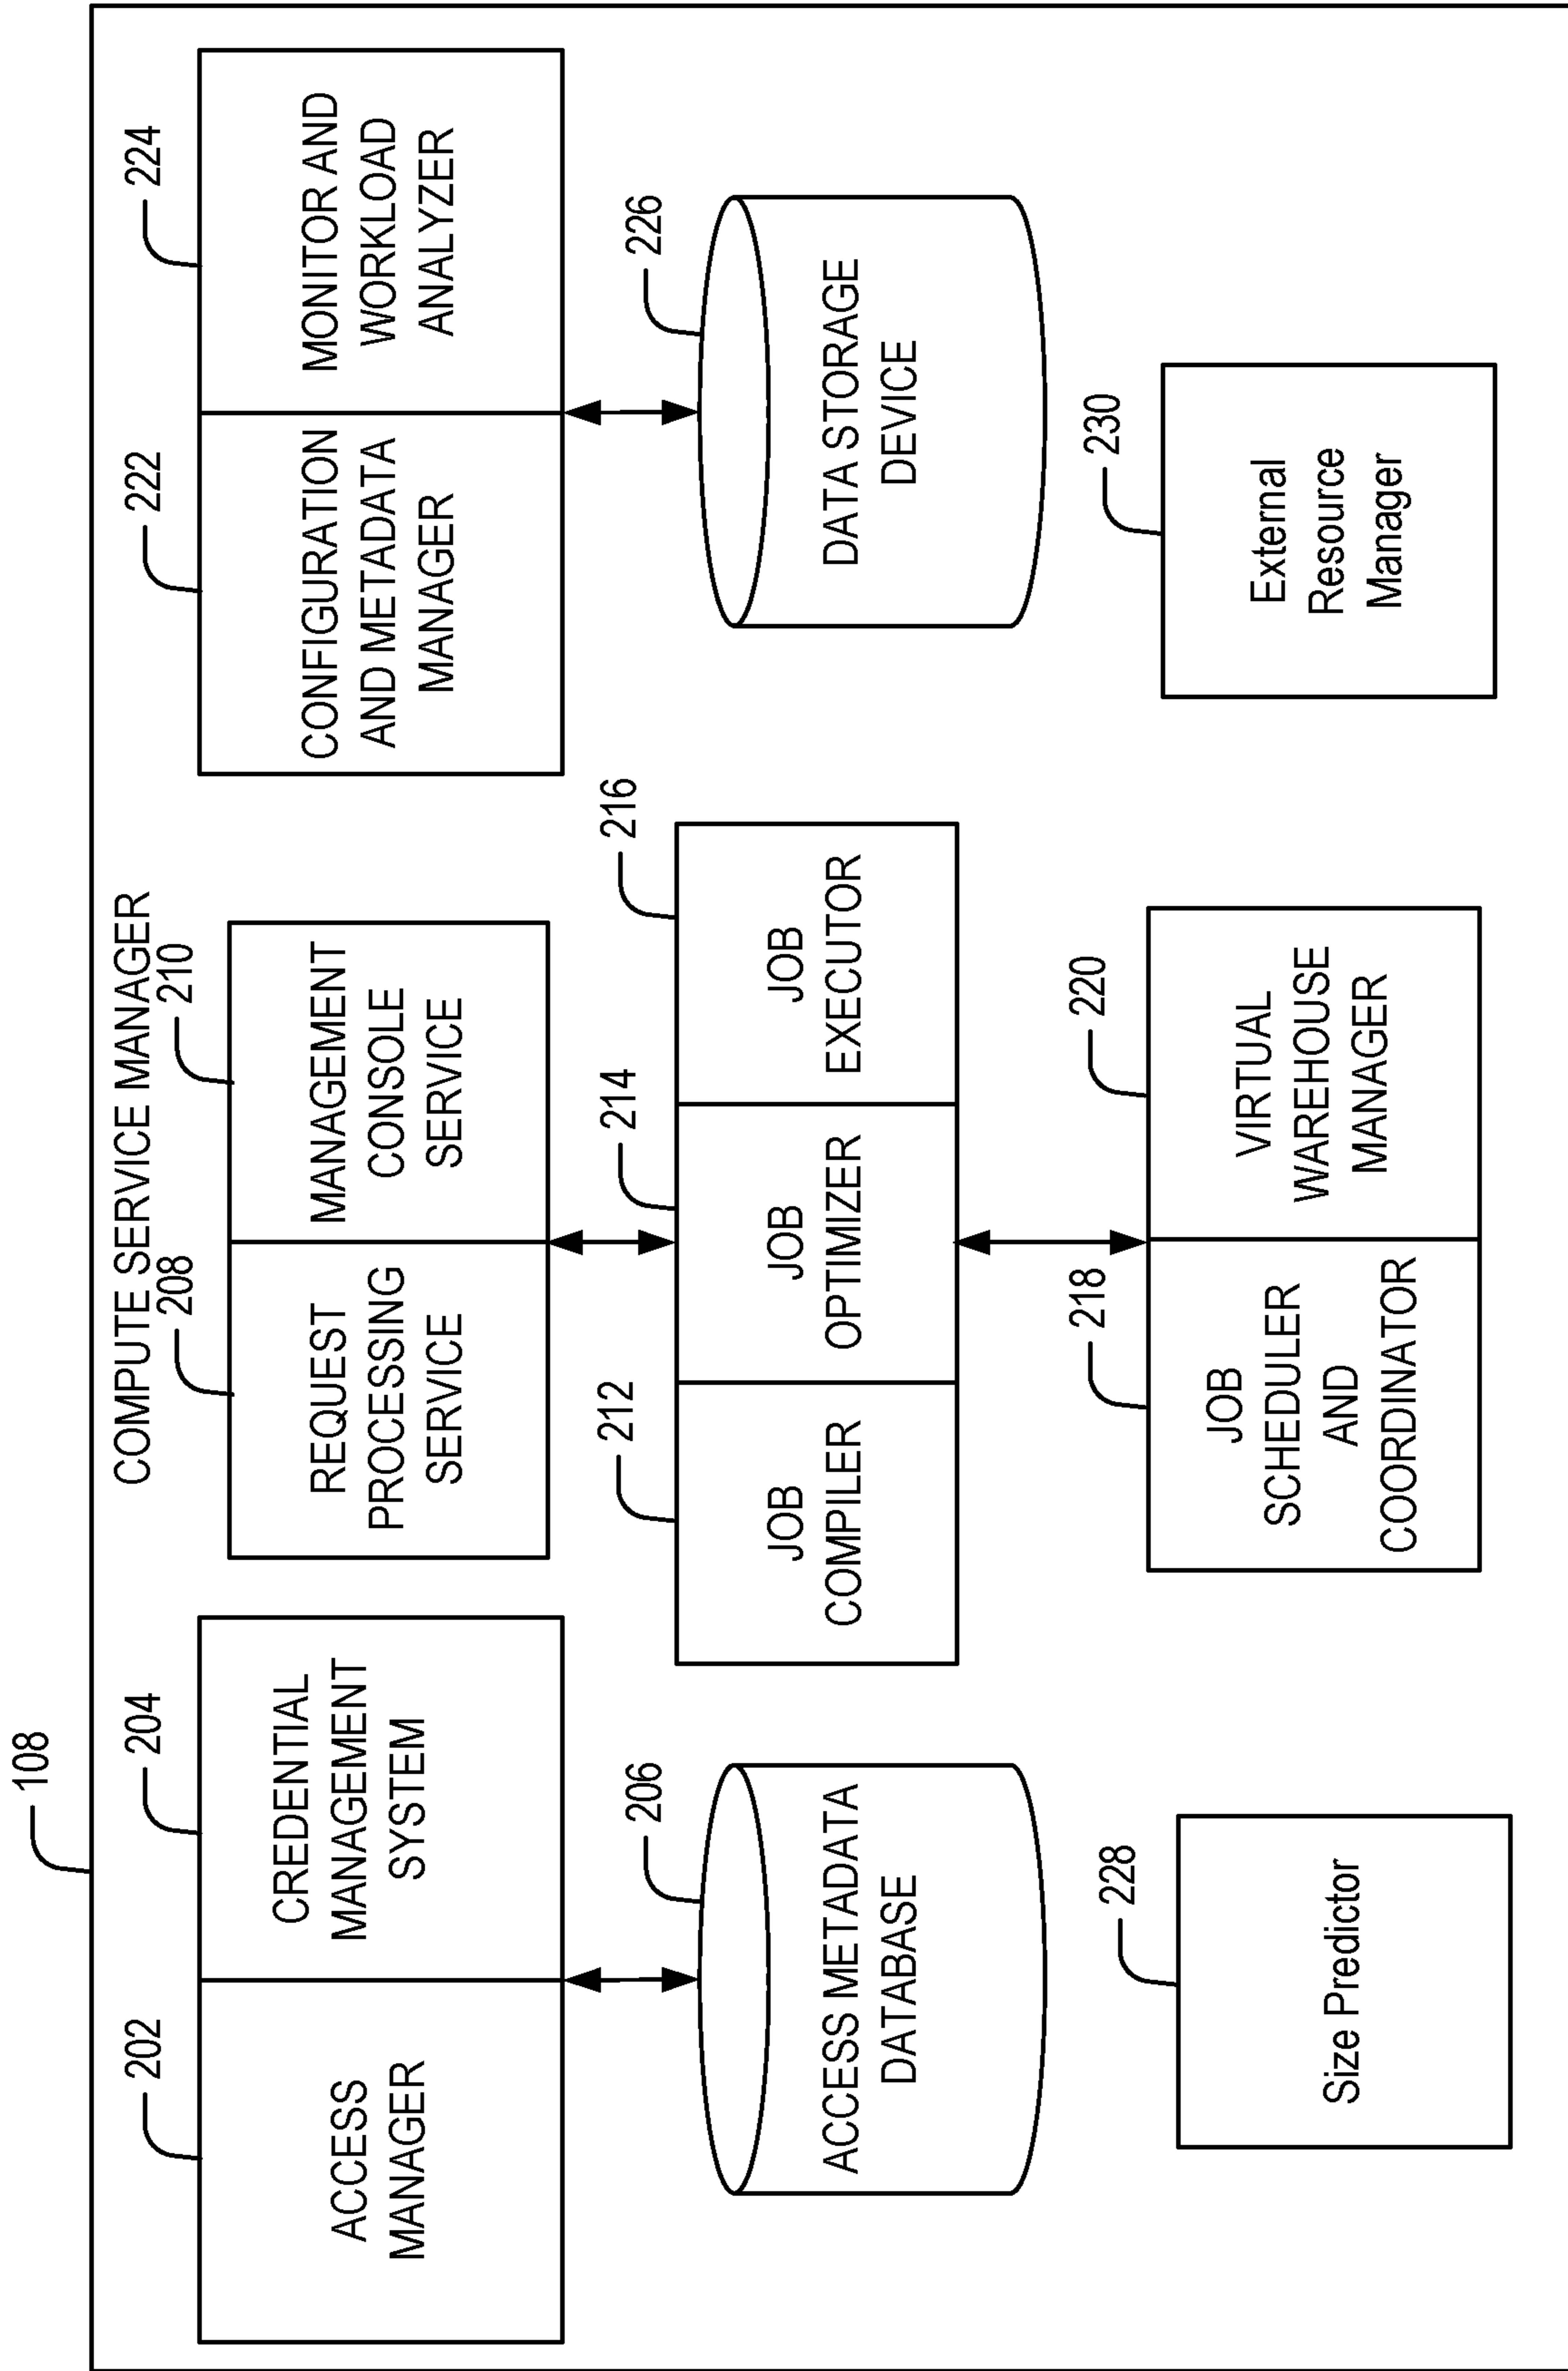 108
COMPUTE SERVICE MANAGER
202
204
ACCESS
MANAGER
CREDENTIAL
MANAGEMENT
SYSTEM
206
ACCESS METADATA
DATABASE
228
Size Predictor
208
210
REQUEST
PROCESSING
SERVICE
MANAGEMENT
CONSOLE
SERVICE
212
214
216
JOB
COMPILER
JOB
OPTIMIZER
JOB
EXECUTOR
218
220
JOB
SCHEDULER
AND
COORDINATOR
VIRTUAL
WAREHOUSE
MANAGER
222
224
CONFIGURATION
AND METADATA
MANAGER
MONITOR AND
WORKLOAD
ANALYZER
226
DATA STORAGE
DEVICE
230
External
Resource
Manager